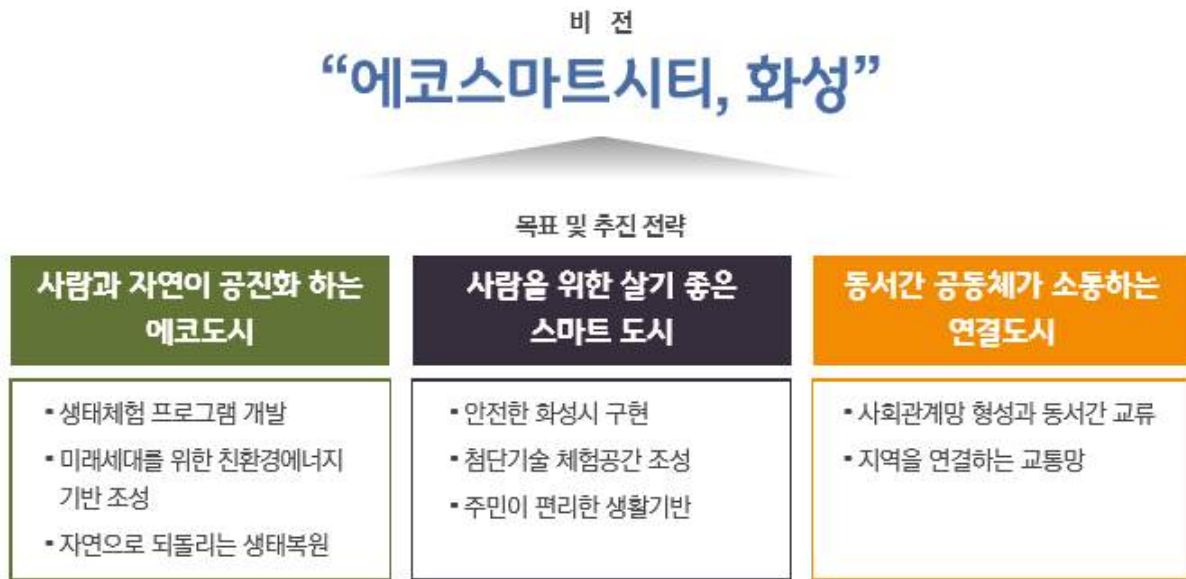 비 전
“에코스마트시티, 화성”
목표 및 추진 전략
사람과 자연이 공진화 하는
에코도시
▪ 생태체험 프로그램 개발
▪ 미래세대를 위한 친환경에너지
기반 조성
▪ 자연으로 되돌리는 생태복원
사람을 위한 살기 좋은
스마트 도시
▪ 안전한 화성시 구현
▪ 첨단기술 체험공간 조성
▪ 주민이 편리한 생활기반
동서간 공동체가 소통하는
연결도시
▪ 사회관계망 형성과 동서간 교류
▪ 지역을 연결하는 교통망